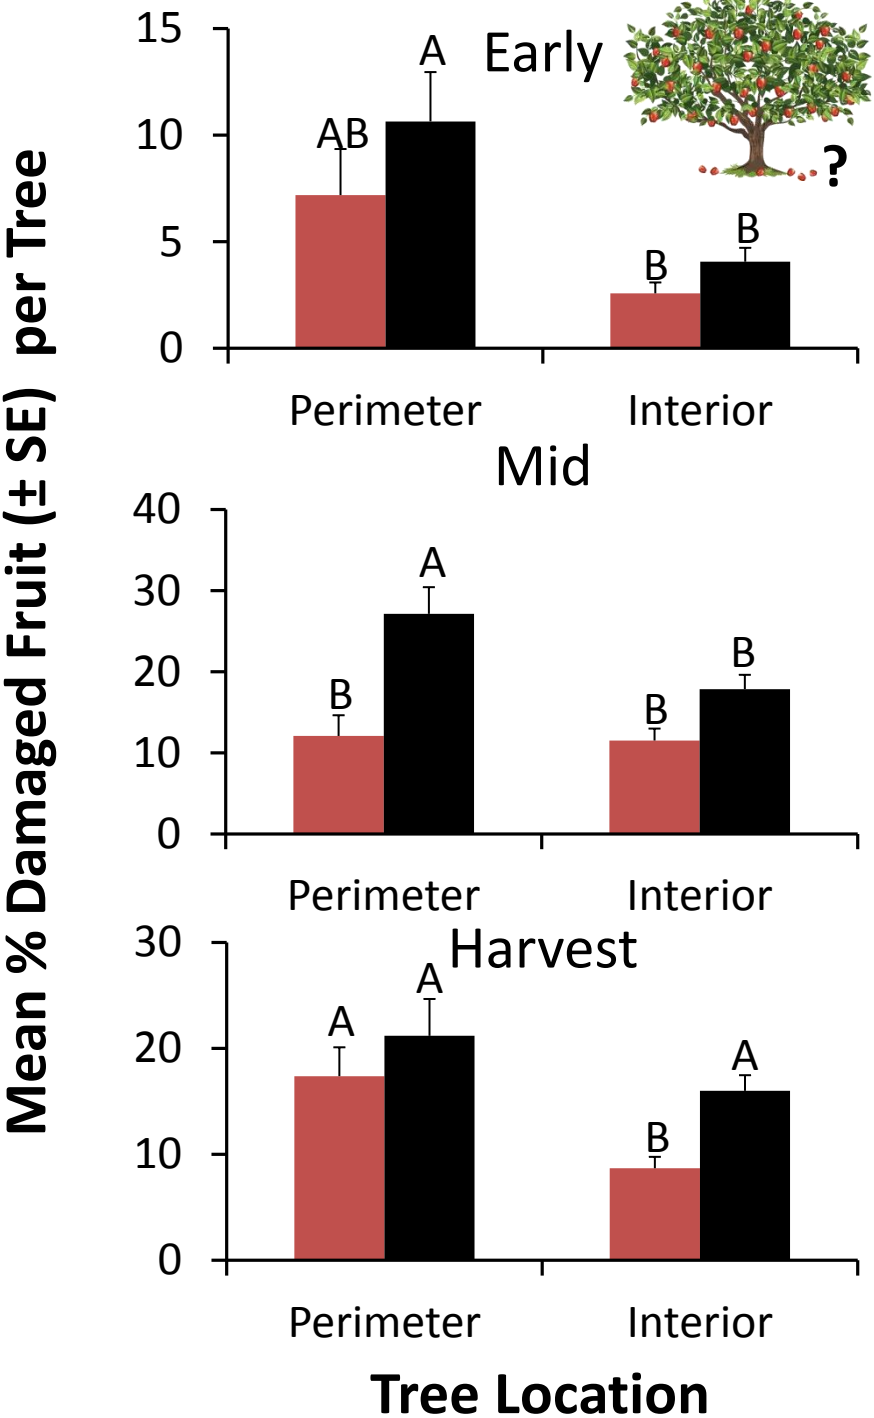 Mean % Damaged Fruit (± SE) per Tree
Early
15
10
5
0
AB
A
B
B
?
Perimeter
Interior
Mid
40
30
20
10
0
B
A
B
B
Perimeter
Interior
Harvest
30
20
10
0
A
A
B
A
Perimeter
Interior
Tree Location